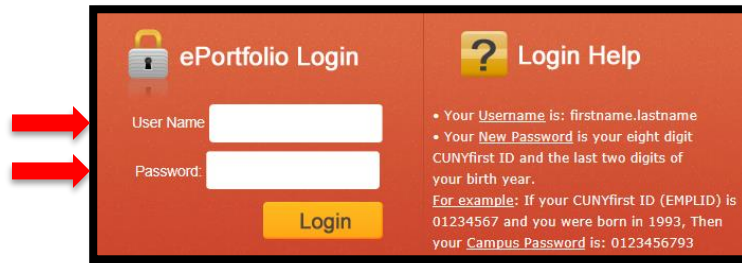 ePortfolio Login
User Name
Password:
Login
? Login Help
• Your Username is: firstname.lastname
• Your New Password is your eight digit
CUNYfirst ID and the last two digits of
your birth year.
For example: If your CUNYfirst ID (EMPLID) is
01234567 and you were born in 1993, Then
your Campus Password is: 0123456793